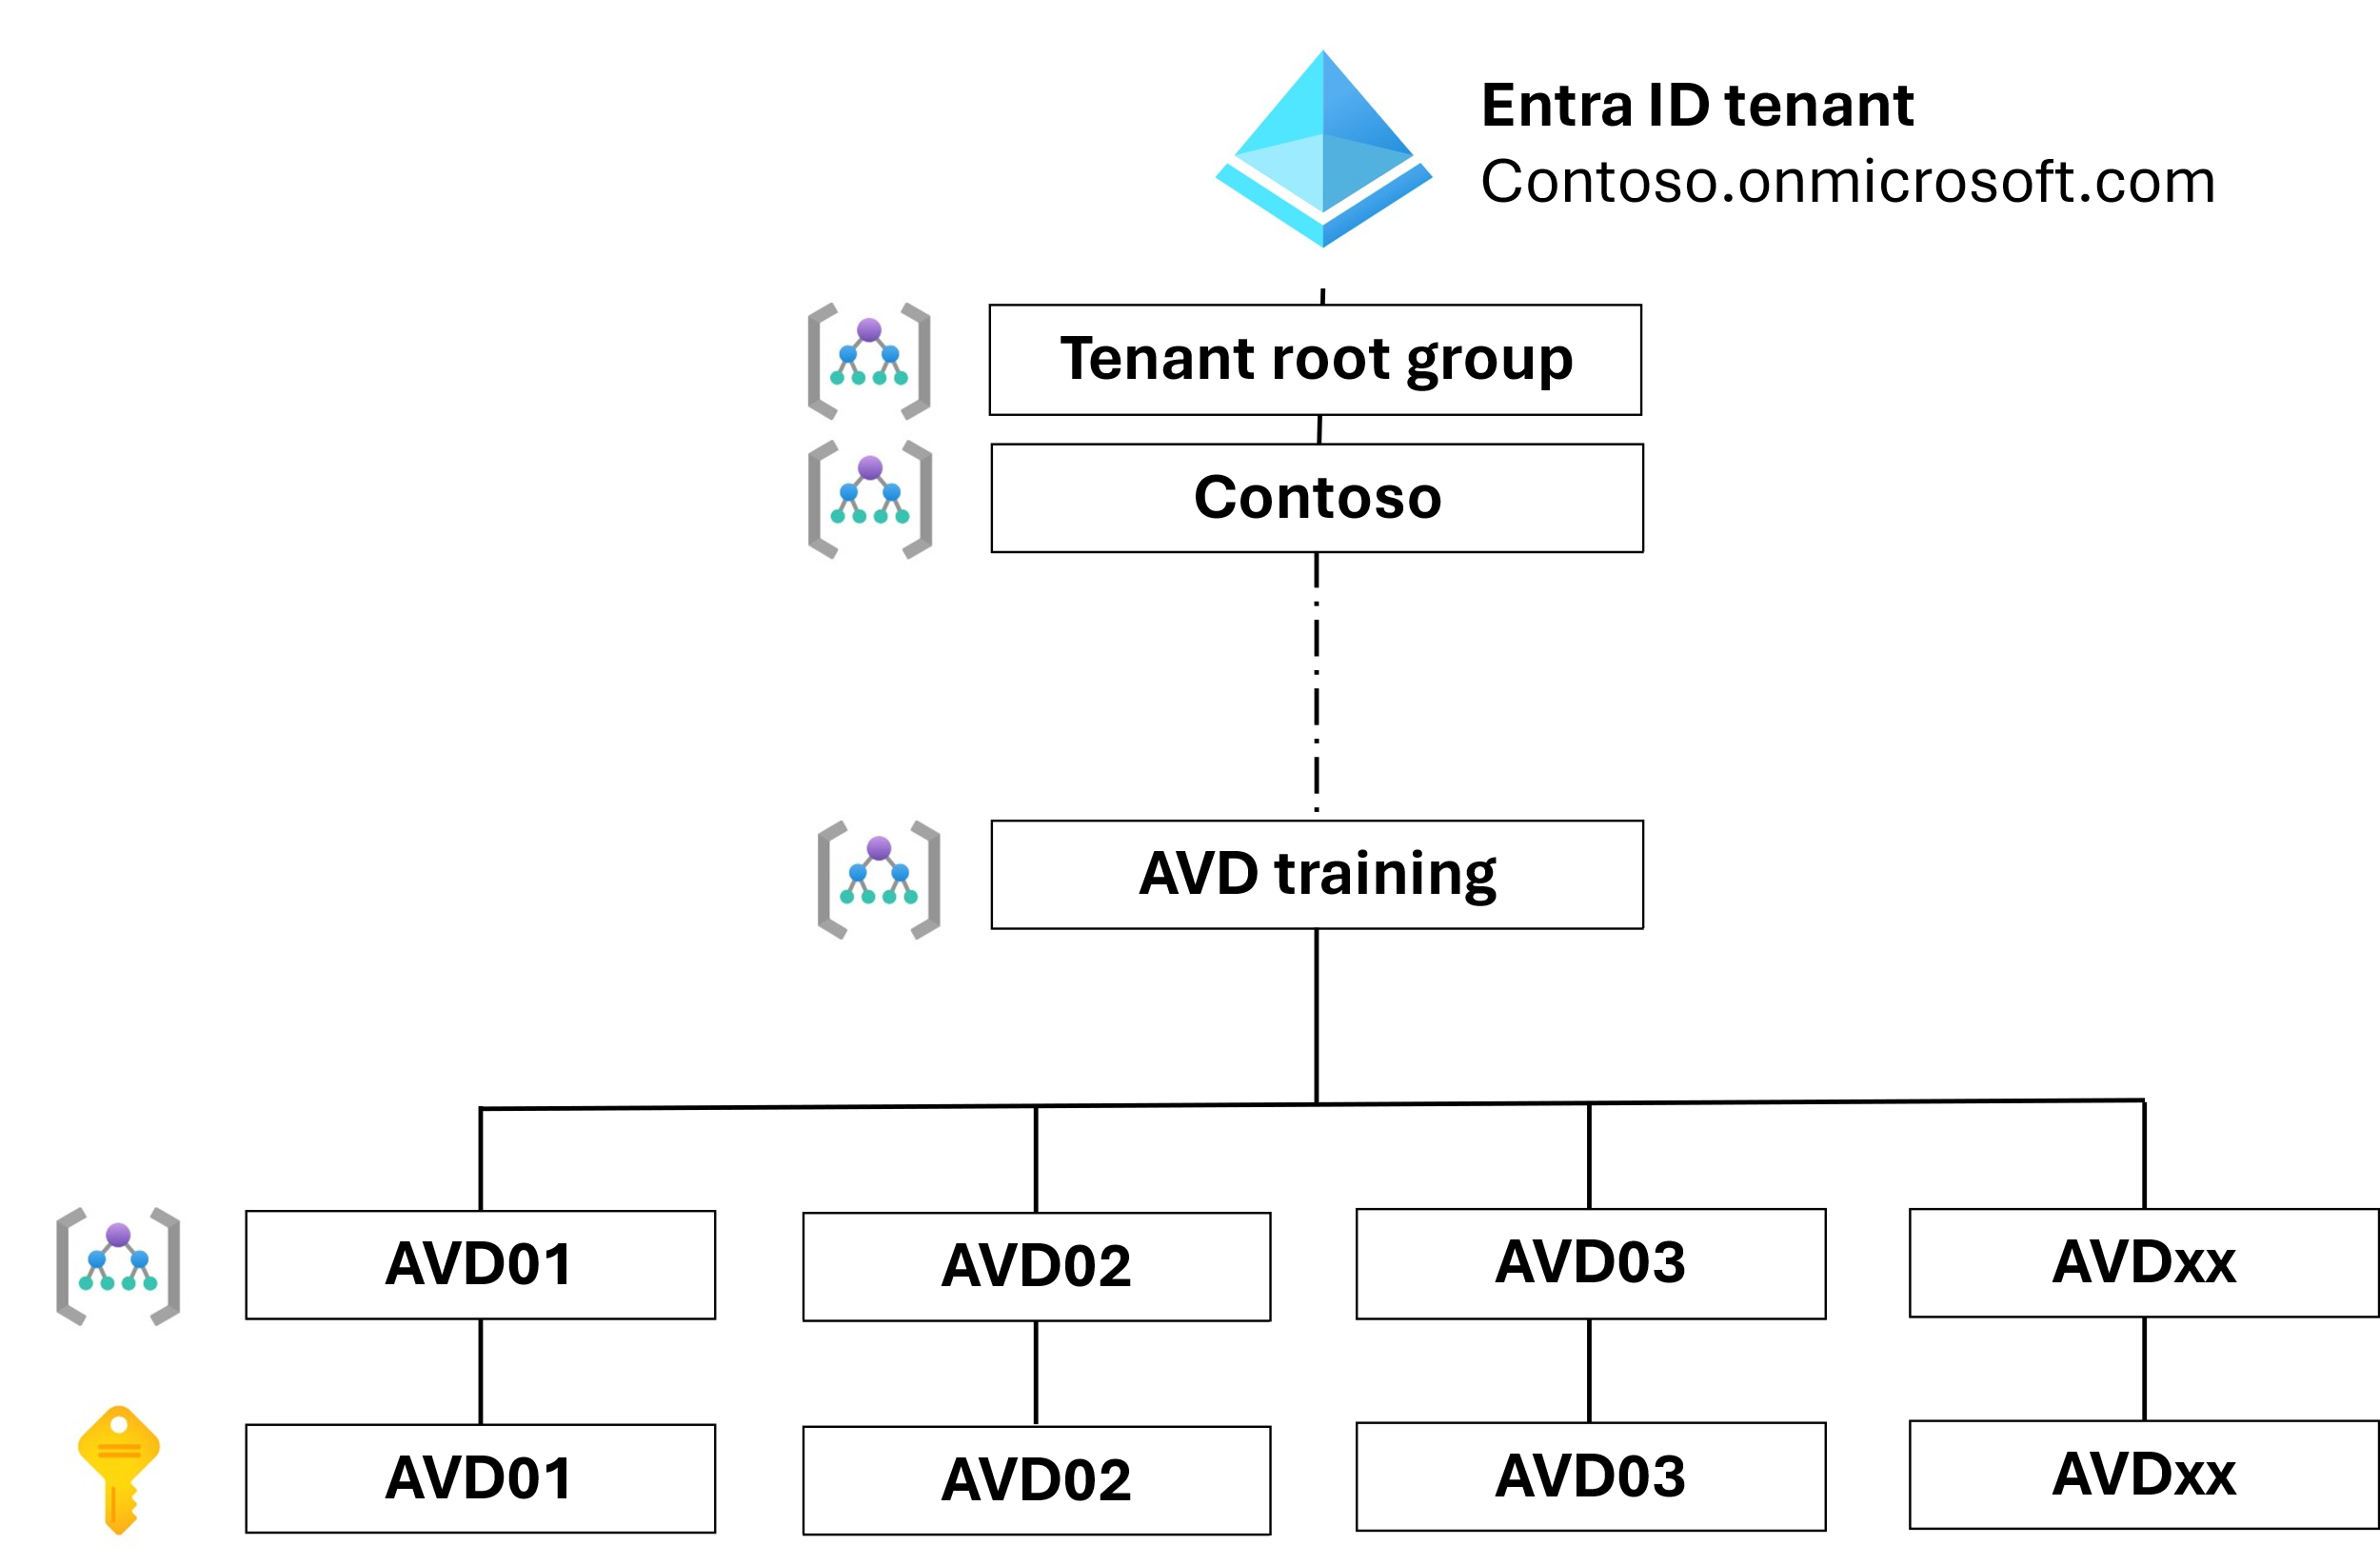 Entra ID tenant
Contoso.onmicrosoft.com
Tenant root group
Contoso
AVD training
AVD01
AVD02
AVD03
AVDxx
AVD01
AVD02
AVD03
AVDxx